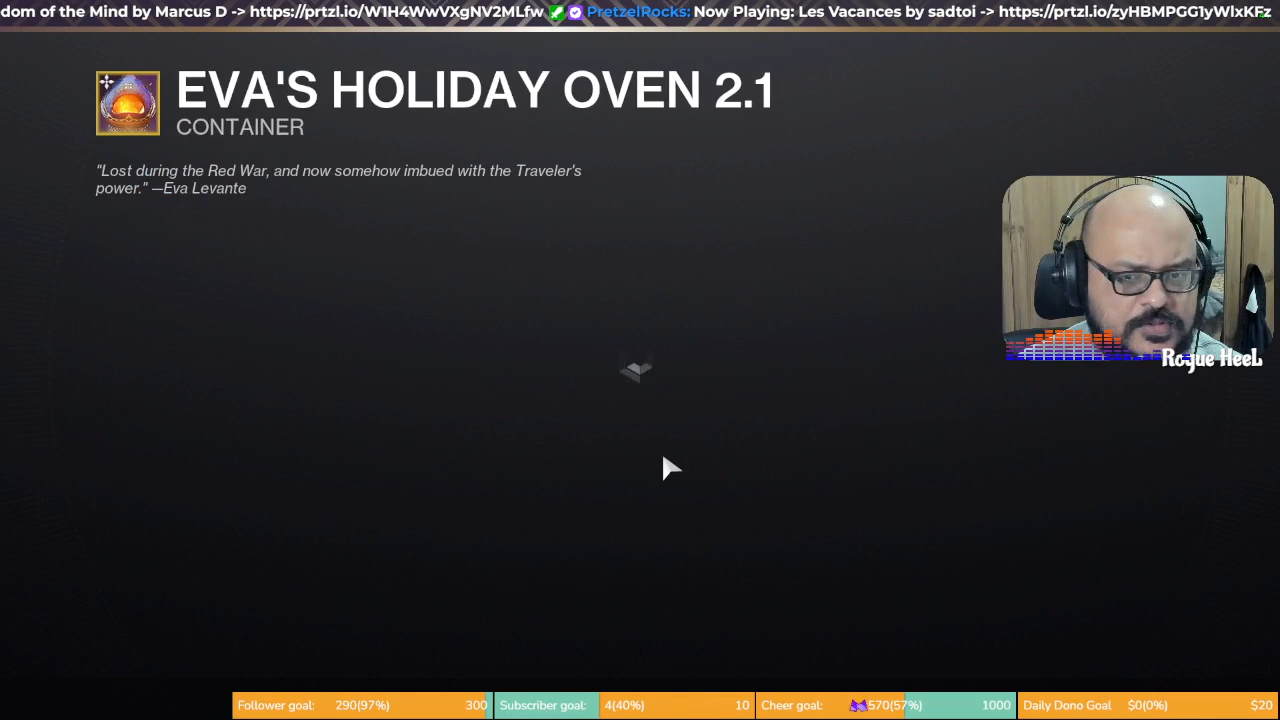 dom of the Mind by Marcus D -> https://prtzl.io/W1H4WwVXgNV2MLfw PretzelRocks: Now Playing: Les Vacances by sadtoi -> https://prtzl.io/zyHBMPGG1yWlxKFz
EVA'S HOLIDAY OVEN 2.1
CONTAINER
"Lost during the Red War, and now somehow imbued with the Traveler's
power." —Eva Levante
Rogue Heel
Follower goal: 290(97%) 300 Subscriber goal: 4(40%) 10 Cheer goal: 570(57%) 1000 Daily Dono Goal $0(0%) $20